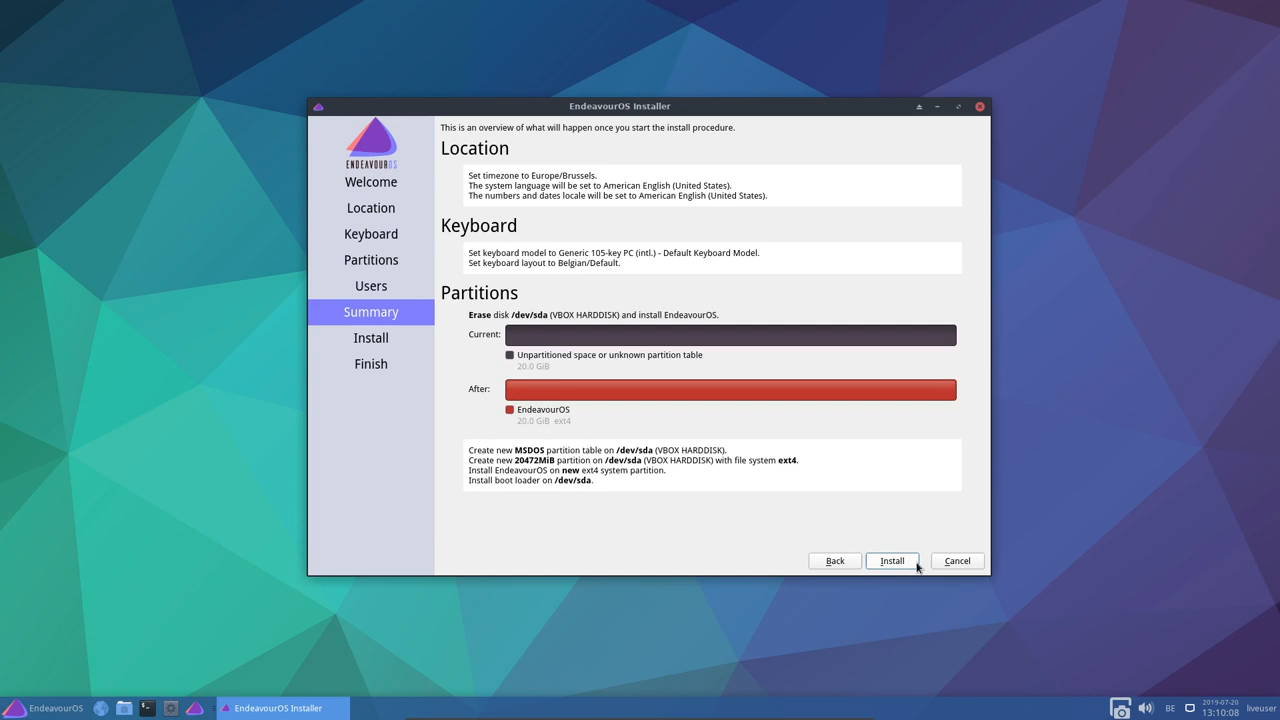 EndeavourOS Installer
ENDEAVOUROS
Welcome
Location
Keyboard
Partitions
Users
Summary
Install
Finish
This is an overview of what will happen once you start the install procedure.
Location
Set timezone to Europe/Brussels.
The system language will be set to American English (United States).
The numbers and dates locale will be set to American English (United States).
Keyboard
Set keyboard model to Generic 105-key PC (intl.) - Default Keyboard Model.
Set keyboard layout to Belgian/Default.
Partitions
Erase disk /dev/sda (VBOX HARDDISK) and install EndeavourOS.
Current:
Unpartitioned space or unknown partition table
20.0 GiB
After:
EndeavourOS
20.0 GiB ext4
Create new MSDOS partition table on /dev/sda (VBOX HARDDISK).
Create new 20472MiB partition on /dev/sda (VBOX HARDDISK) with file system ext4.
Install EndeavourOS on new ext4 system partition.
Install boot loader on /dev/sda.
Back Install Cancel
EndeavourOS
EndeavourOS Installer
BE
2019-07-20
13:10:08
liveuser